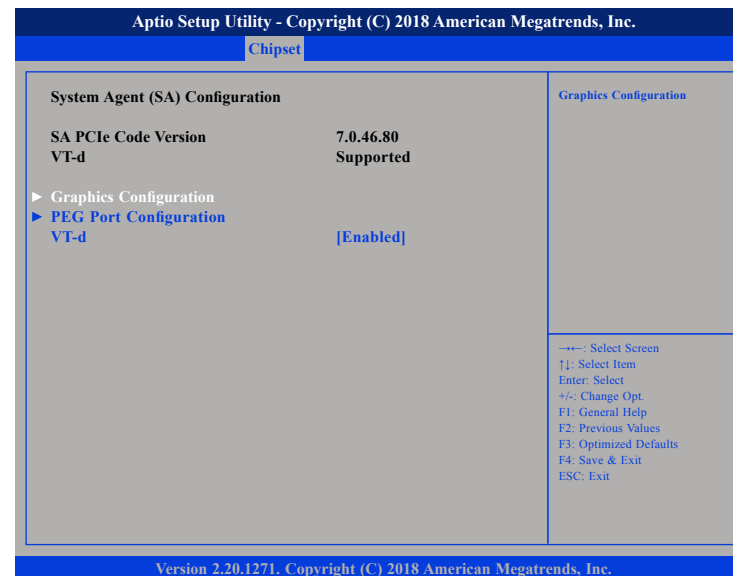 Aptio Setup Utility - Copyright (C) 2018 American Megatrends, Inc.
Chipset
System Agent (SA) Configuration
SA PCIe Code Version 7.0.46.80
VT-d Supported
► Graphics Configuration
► PEG Port Configuration
VT-d [Enabled]
Graphics Configuration
→←: Select Screen
↑↓: Select Item
Enter: Select
+/-: Change Opt.
F1: General Help
F2: Previous Values
F3: Optimized Defaults
F4: Save & Exit
ESC: Exit
Version 2.20.1271. Copyright (C) 2018 American Megatrends, Inc.